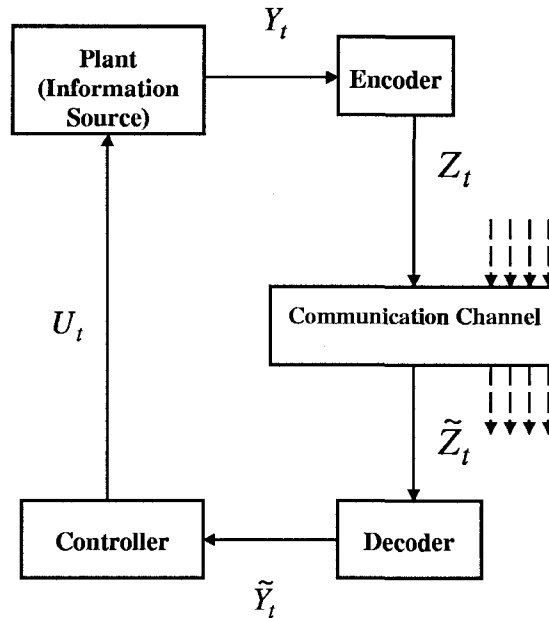 Y_t
Plant
(Information
Source)
Encoder
Z_t
Communication Channel
U_t
Z̃_t
Controller
Decoder
Ỹ_t